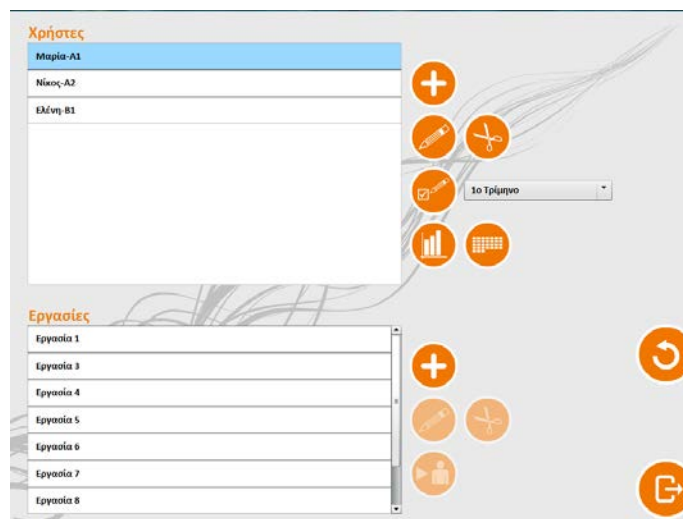 Χρήστες
Μαρία-Α1
Νίκος-Α2
Ελένη-Β1
1ο Τρίμηνο
Εργασίες
Εργασία 1
Εργασία 3
Εργασία 4
Εργασία 5
Εργασία 6
Εργασία 7
Εργασία 8